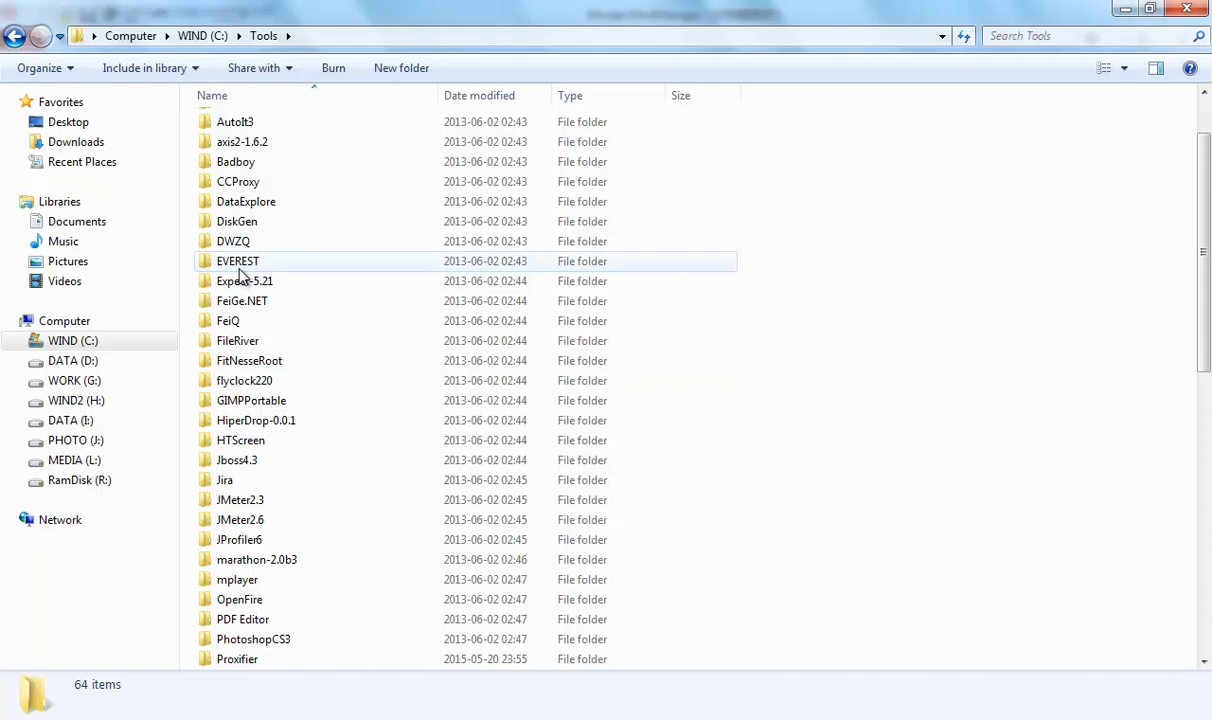 Computer WIND (C:) Tools Search Tools
Organize Include in library Share with Burn New folder
Name Date modified Type Size
Favorites
Desktop
Downloads
Recent Places
Libraries
Documents
Music
Pictures
Videos
Computer
WIND (C:)
DATA (D:)
WORK (G:)
WIND2 (H:)
DATA (I:)
PHOTO (J:)
MEDIA (L:)
RamDisk (R:)
Network
AutoIt3 2013-06-02 02:43 File folder
axis2-1.6.2 2013-06-02 02:43 File folder
Badboy 2013-06-02 02:43 File folder
CCProxy 2013-06-02 02:43 File folder
DataExplore 2013-06-02 02:43 File folder
DiskGen 2013-06-02 02:43 File folder
DWZQ 2013-06-02 02:43 File folder
EVEREST 2013-06-02 02:43 File folder
2013-06-02 02:44 File folder
FeiGe.NET 2013-06-02 02:44 File folder
FeiQ 2013-06-02 02:44 File folder
FileRiver 2013-06-02 02:44 File folder
FitNesseRoot 2013-06-02 02:44 File folder
flyclock220 2013-06-02 02:44 File folder
GIMPPortable 2013-06-02 02:44 File folder
HiperDrop-0.0.1 2013-06-02 02:44 File folder
HTScreen 2013-06-02 02:44 File folder
Jboss4.3 2013-06-02 02:44 File folder
Jira 2013-06-02 02:45 File folder
JMeter2.3 2013-06-02 02:45 File folder
JMeter2.6 2013-06-02 02:45 File folder
JProfiler6 2013-06-02 02:45 File folder
marathon-2.0b3 2013-06-02 02:46 File folder
mplayer 2013-06-02 02:47 File folder
OpenFire 2013-06-02 02:47 File folder
PDF Editor 2013-06-02 02:47 File folder
PhotoshopCS3 2013-06-02 02:47 File folder
Proxifier 2015-05-20 23:55 File folder
64 items